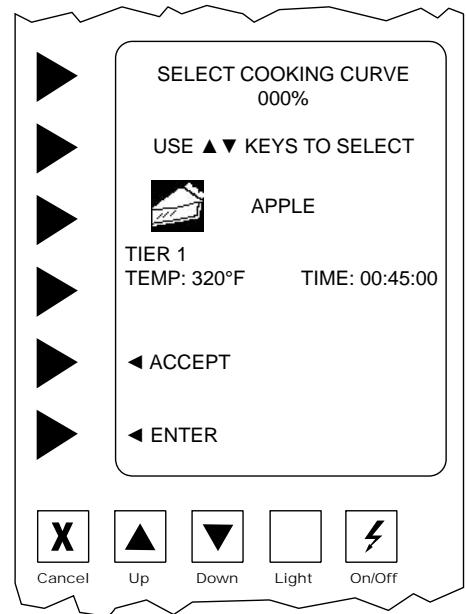 SELECT COOKING CURVE
000%
USE ▲▼ KEYS TO SELECT
APPLE
TIER 1
TEMP: 320°F TIME: 00:45:00
◄ ACCEPT
◄ ENTER
X
Cancel Up Down Light On/Off